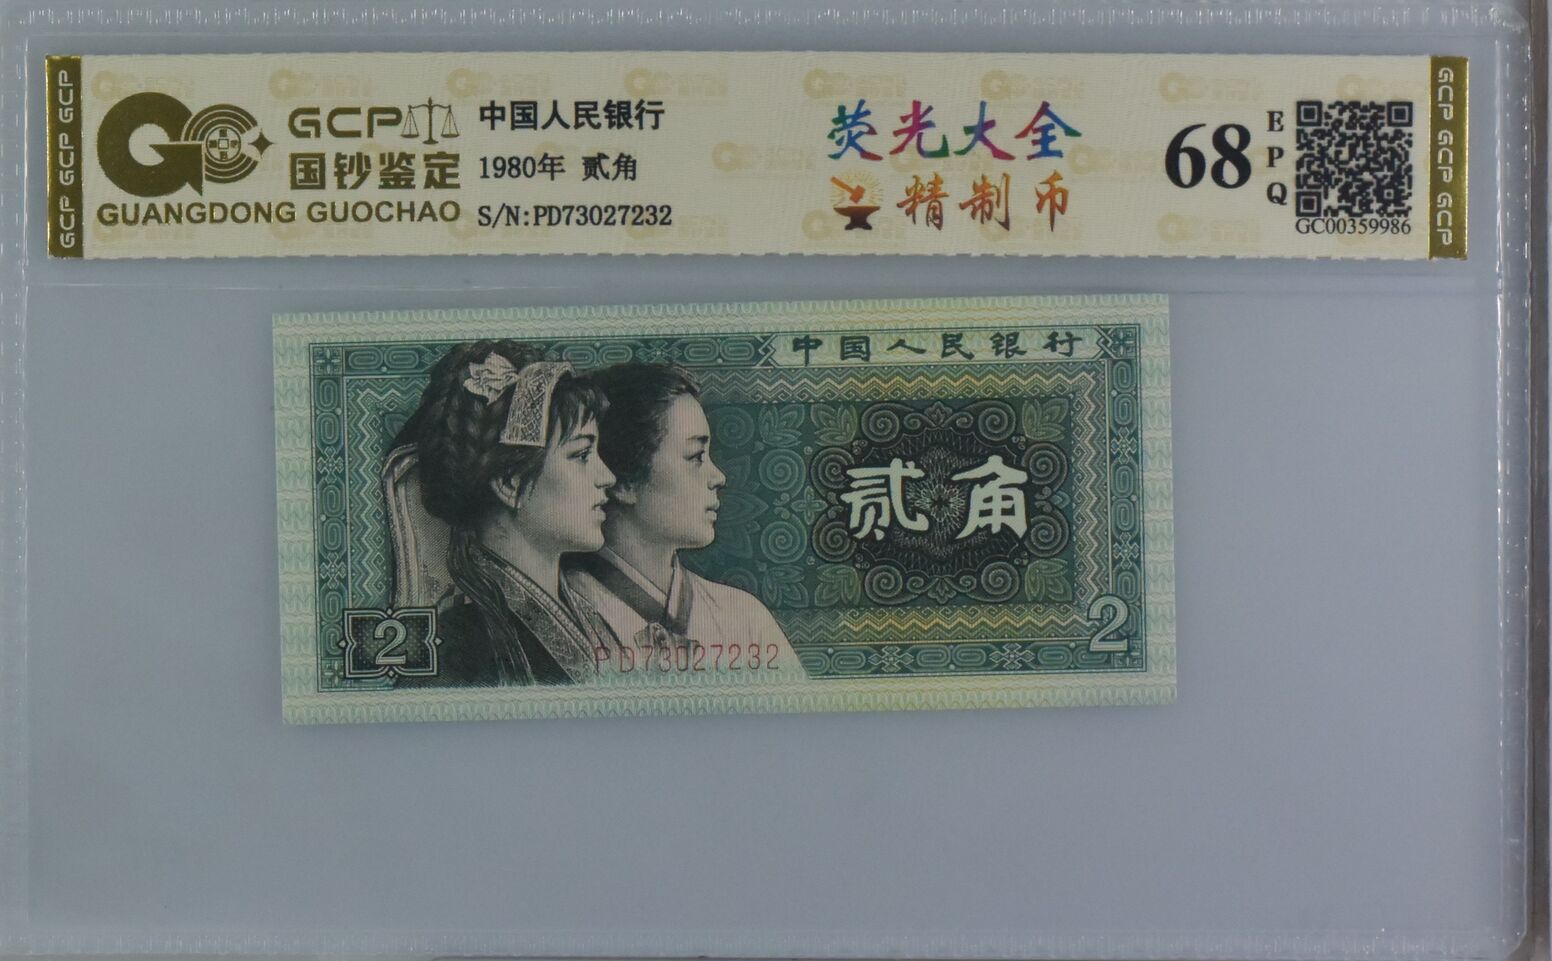 GCP GCP GCP
GCP
国钞鉴定
GUANGDONG GUOCHAO
中国人民银行
1980年 贰角
S/N:PD73027232
荧光大全
精制币
68
EPQ
GC00359986
GCP GCP GCP
中国人民银行
贰角
2
2
PD73027232